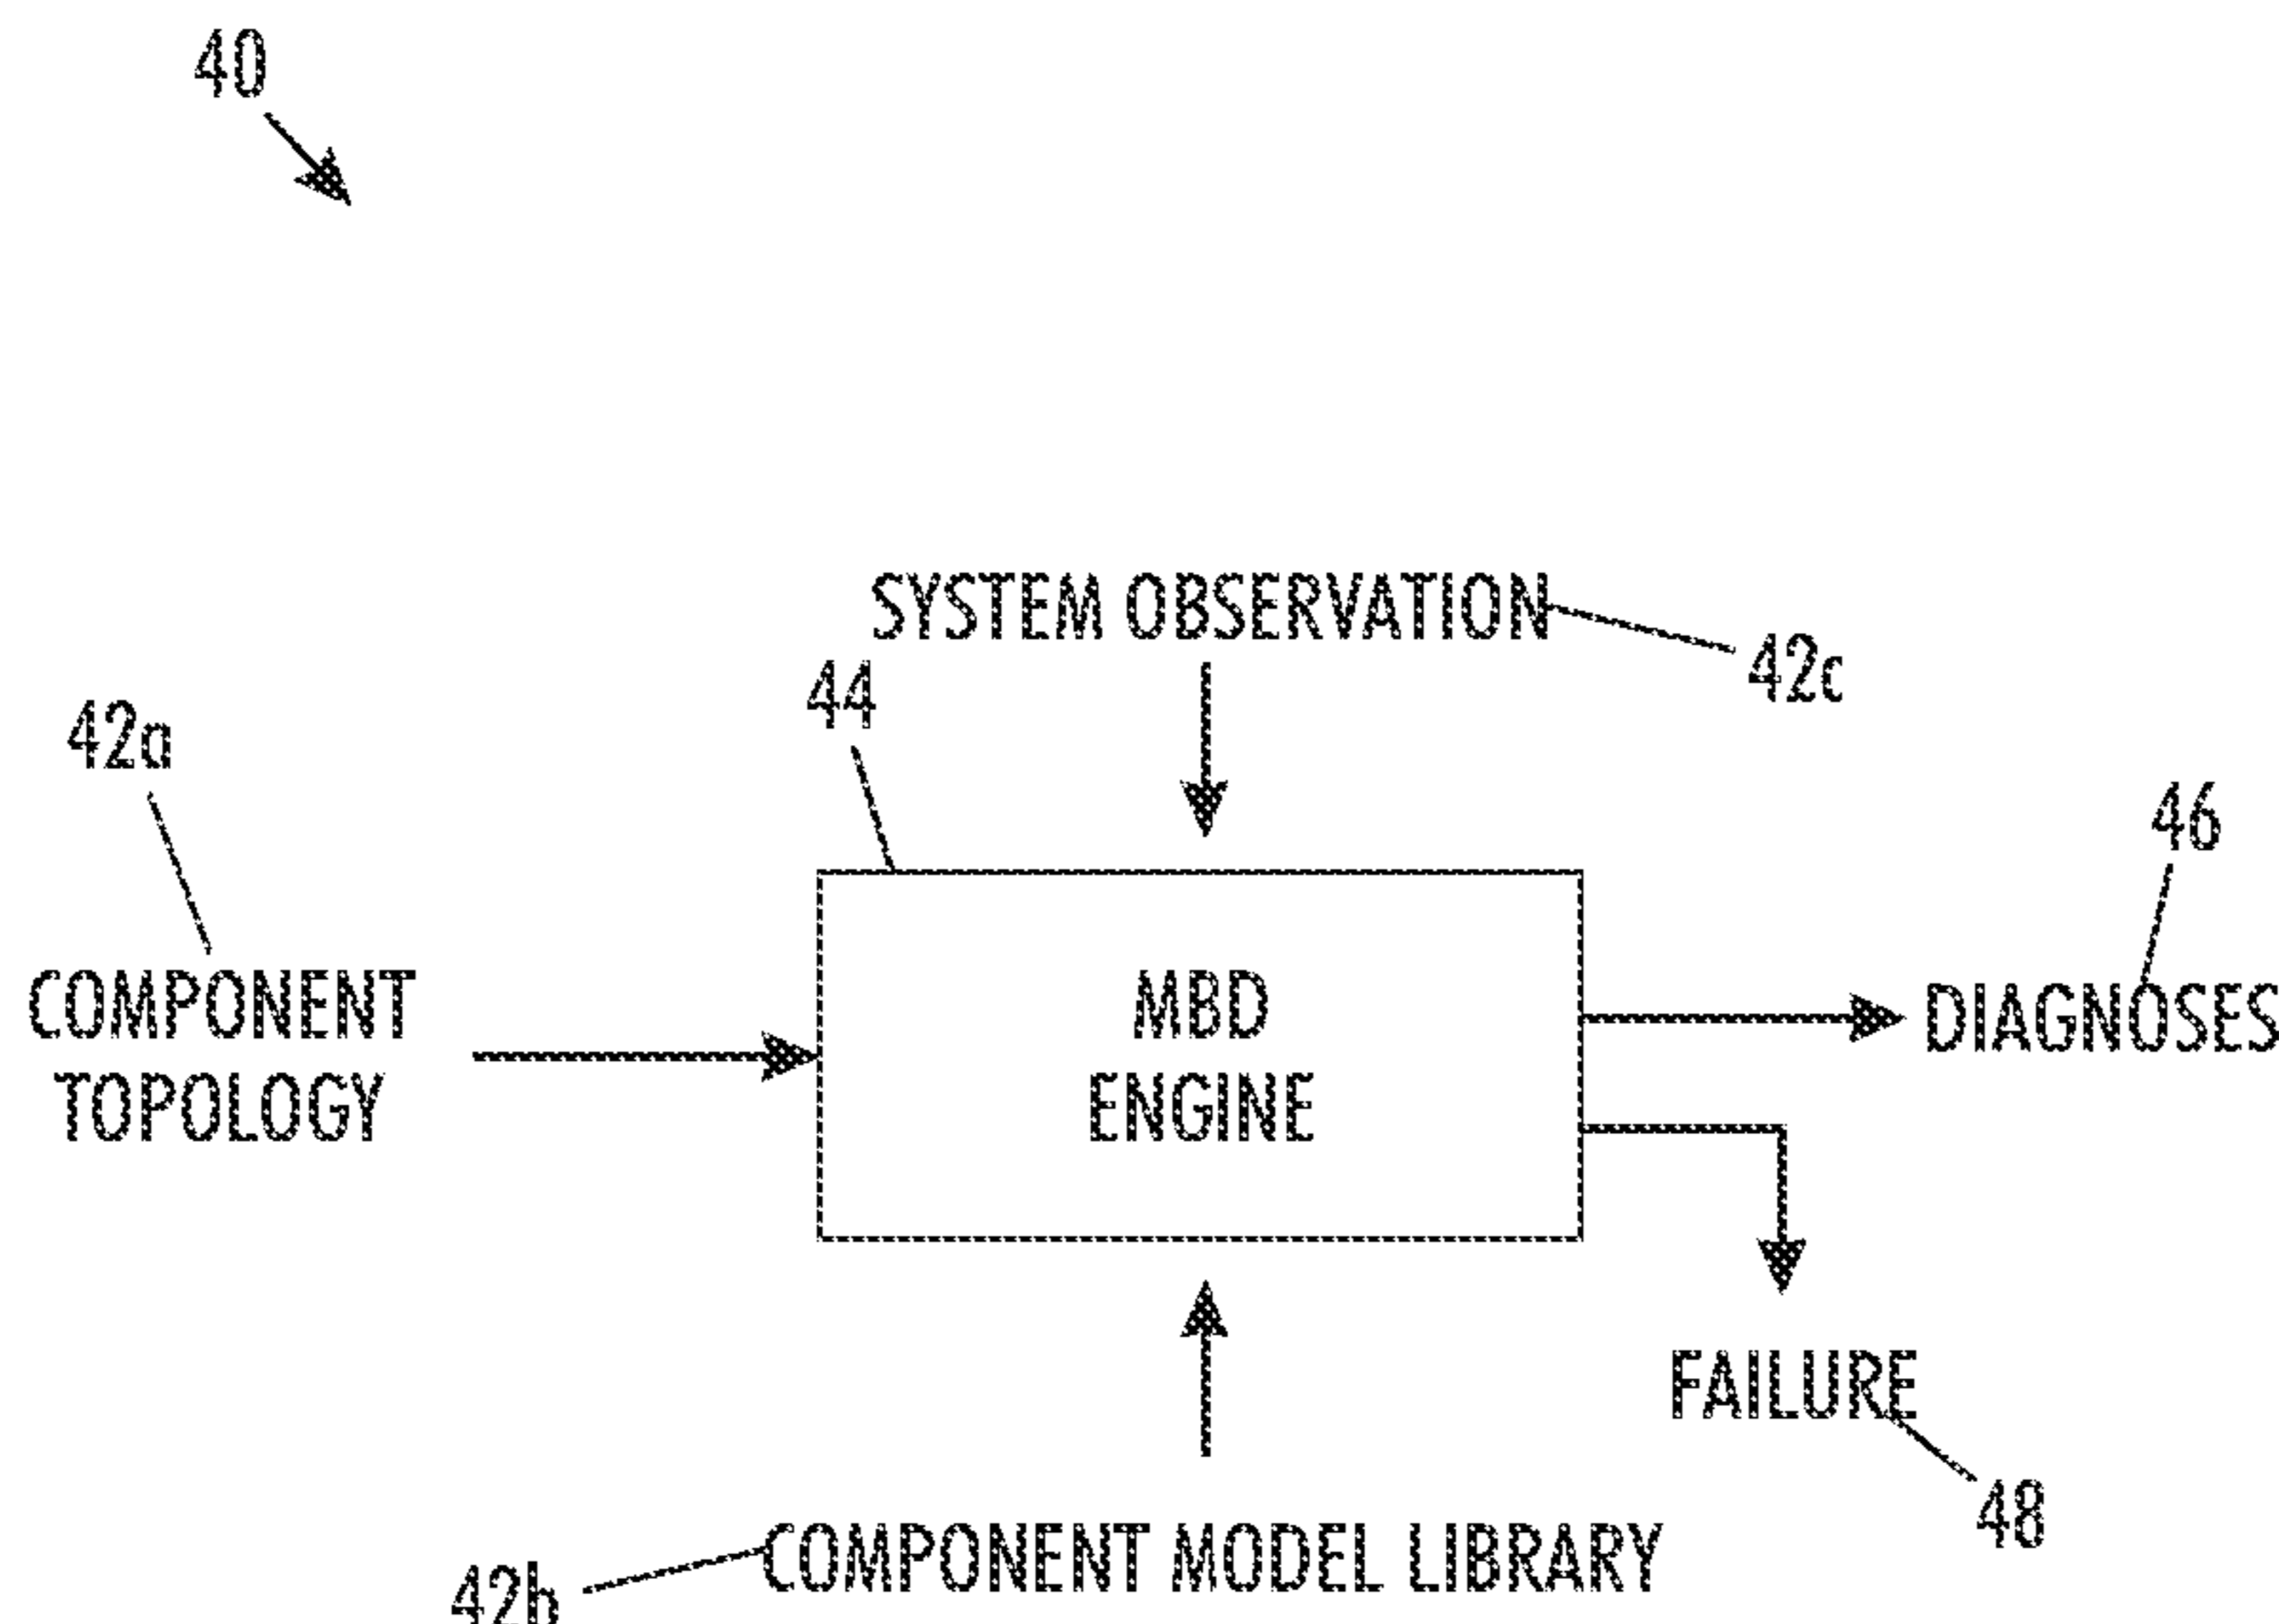 40
SYSTEM OBSERVATION
42c
44
42a
46
COMPONENT
TOPOLOGY
MBD
ENGINE
DIAGNOSES
FAILURE
48
COMPONENT MODEL LIBRARY
42b